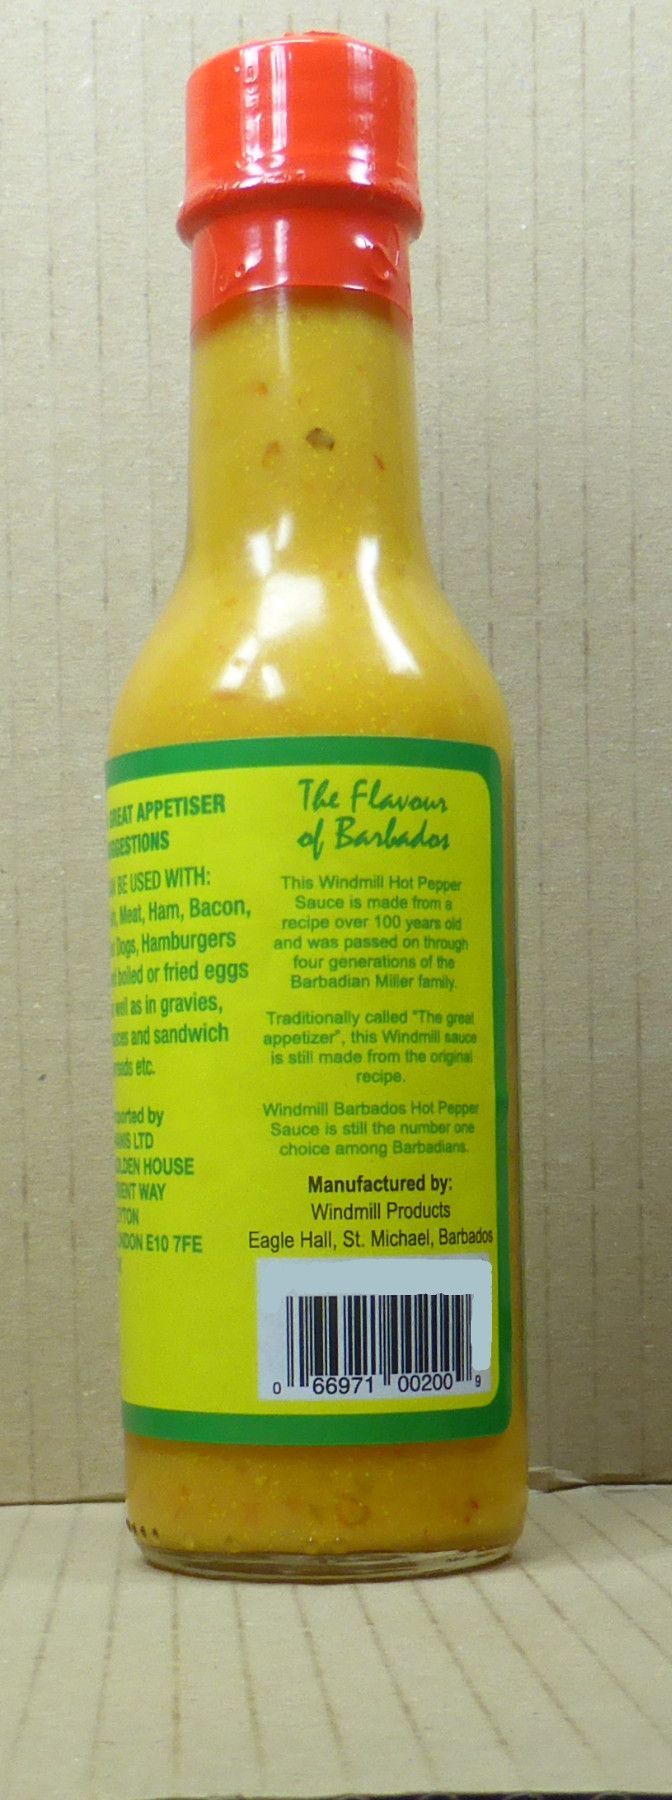 GREAT APPETISER
BE USED WITH:
Meat, Ham, Bacon,
Dogs, Hamburgers
boiled or fried eggs
well as in gravies,
and sandwich
etc.
by
LTD
HOUSE
WAY
E10 7FE
The Flavour
of Barbados
This Windmill Hot Pepper
Sauce is made from a
recipe over 100 years old
and was passed on through
four generations of the
Barbadian Miller family.
Traditionally called "The great
appetizer", this Windmill sauce
is still made from the original
recipe.
Windmill Barbados Hot Pepper
Sauce is still the number one
choice among Barbadians.
Manufactured by:
Windmill Products
Eagle Hall, St. Michael, Barbados
0 66971 00200 9